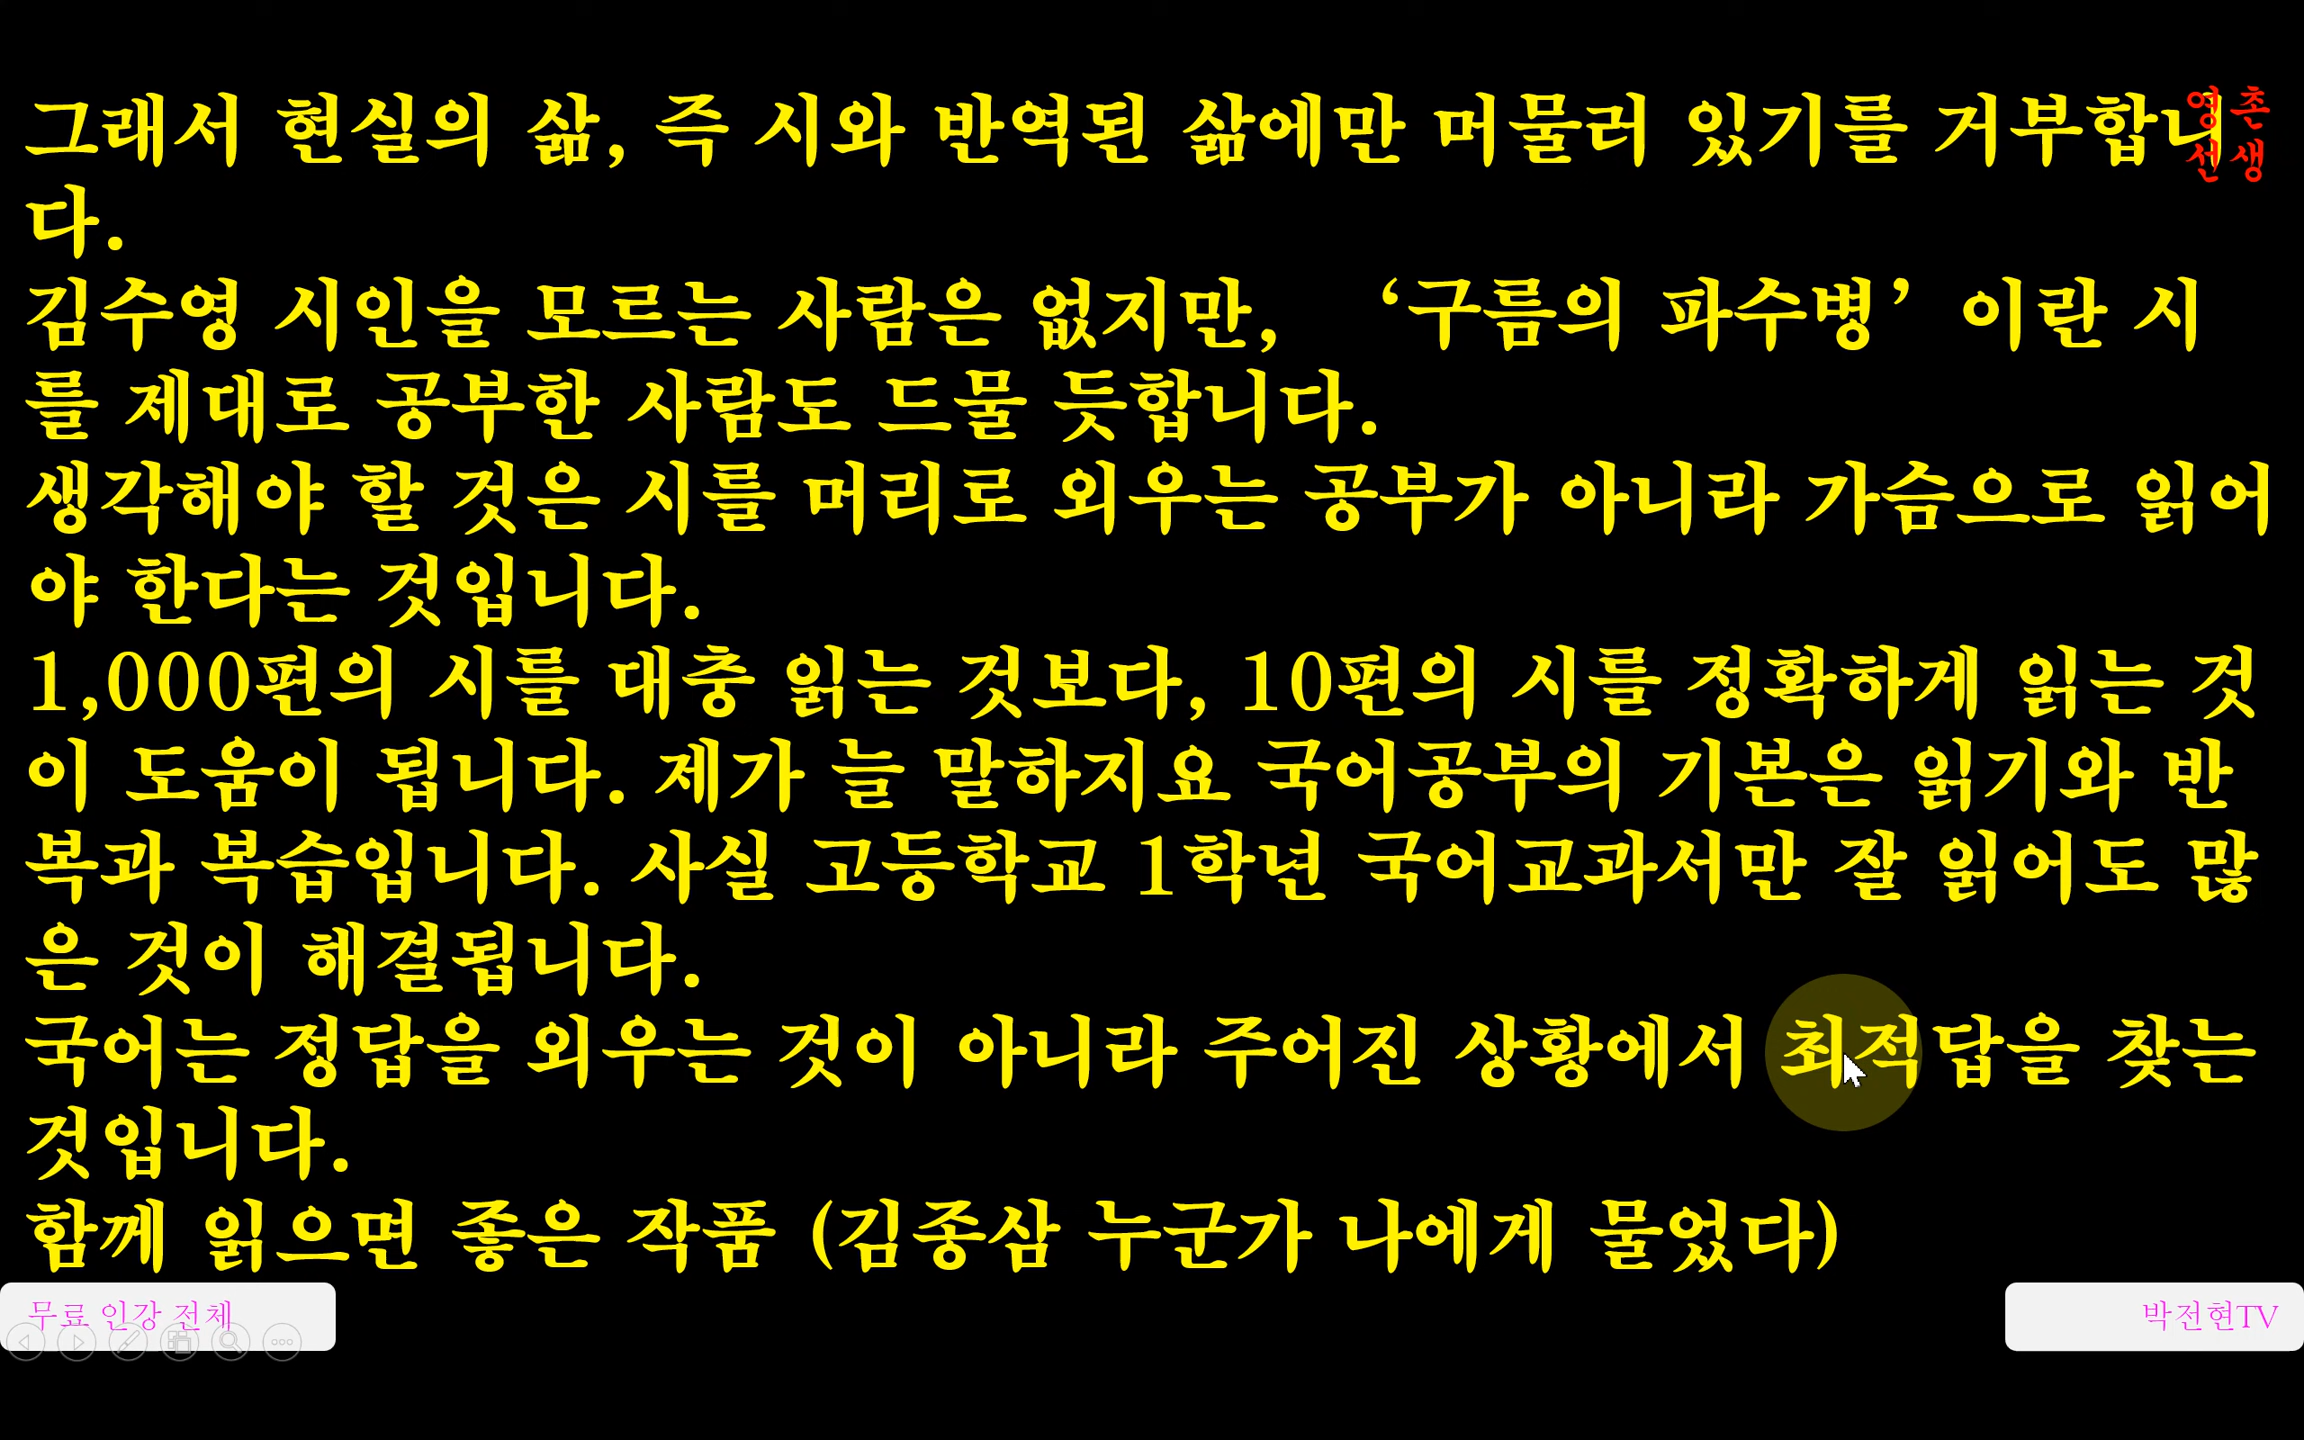 그래서 현실의 삶, 즉 시와 반역된 삶에만 머물러 있기를 거부합니
다.
영촌
선생
김수영 시인을 모르는 사람은 없지만, ‘구름의 파수병’ 이란 시
를 제대로 공부한 사람도 드물 듯합니다.
생각해야 할 것은 시를 머리로 외우는 공부가 아니라 가슴으로 읽어
야 한다는 것입니다.
1,000편의 시를 대충 읽는 것보다, 10편의 시를 정확하게 읽는 것
이 도움이 됩니다. 제가 늘 말하지요 국어공부의 기본은 읽기와 반
복과 복습입니다. 사실 고등학교 1학년 국어교과서만 잘 읽어도 많
은 것이 해결됩니다.
국어는 정답을 외우는 것이 아니라 주어진 상황에서 최적답을 찾는
것입니다.
함께 읽으면 좋은 작품 (김종삼 누군가 나에게 물었다)
무료 인강 전체
박전현TV